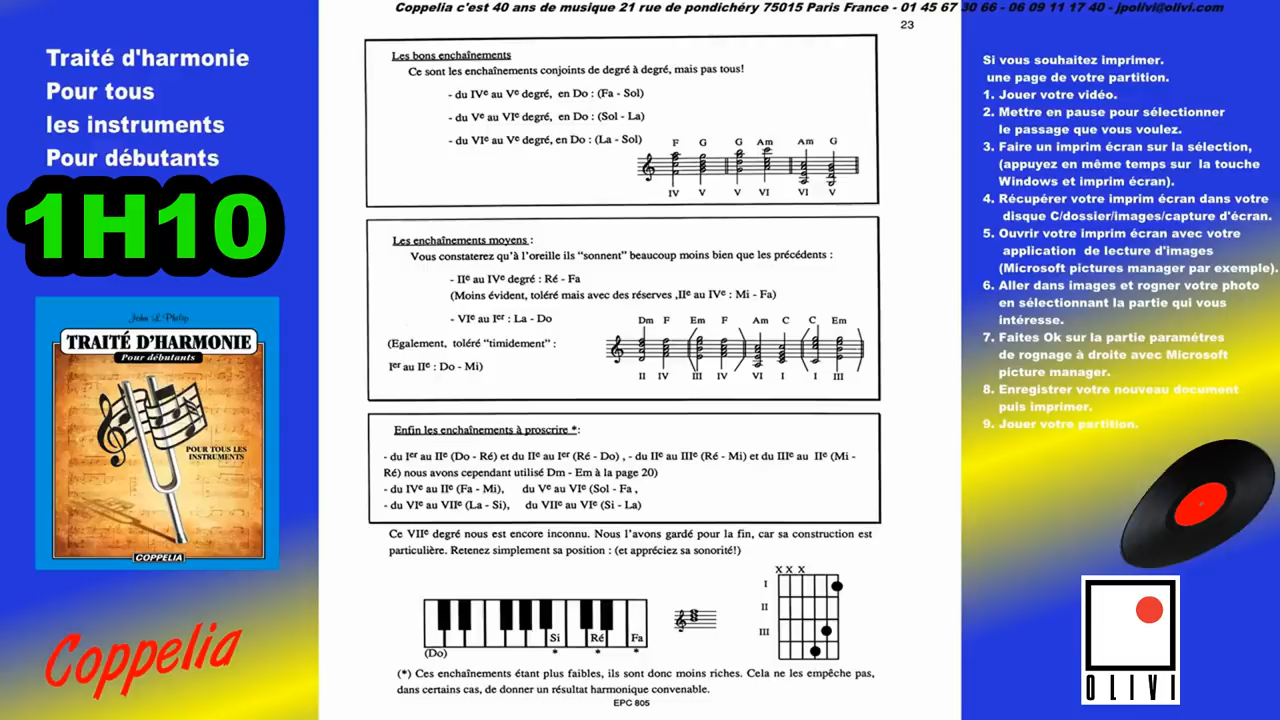 Coppelia c'est 40 ans de musique 21 rue de pondichéry 75015 Paris France - 01 45 67 30 66 - 06 09 11 17 40 - jpolivi@olivi.com
Traité d'harmonie
Pour tous
les instruments
Pour débutants
1H10
John L. Philip
TRAITÉ D'HARMONIE
Pour débutants
POUR TOUS LES
INSTRUMENTS
COPPELIA
Coppelia
23
Les bons enchaînements
Ce sont les enchaînements conjoints de degré à degré, mais pas tous!
- du IVe au Ve degré, en Do : (Fa - Sol)
- du Ve au VIe degré, en Do : (Sol - La)
- du VIe au Ve degré, en Do : (La - Sol)
F G G Am Am G
IV V V VI VI V
Les enchaînements moyens :
Vous constaterez qu'à l'oreille ils "sonnent" beaucoup moins bien que les précédents :
- IIe au IVe degré : Ré - Fa
(Moins évident, toléré mais avec des réserves ,IIe au IVe : Mi - Fa)
- VIe au Ier : La - Do
(Egalement, toléré "timidement" :
Ier au IIe : Do - Mi)
Dm F Em F Am C C Em
II IV III IV VI I I III
Enfin les enchaînements à proscrire *:
- du Ier au IIe (Do - Ré) et du IIe au Ier (Ré - Do) , - du IIe au IIIe (Ré - Mi) et du IIIe au IIe (Mi -
Ré) nous avons cependant utilisé Dm - Em à la page 20)
- du IVe au IIe (Fa - Mi), du Ve au VIe (Sol - Fa ,
- du VIe au VIIe (La - Si), du VIIe au VIe (Si - La)
Ce VIIe degré nous est encore inconnu. Nous l'avons gardé pour la fin, car sa construction est
particulière. Retenez simplement sa position : (et appréciez sa sonorité!)
X X X
I
II
III
Si Ré Fa
* * *
(Do)
(*) Ces enchaînements étant plus faibles, ils sont donc moins riches. Cela ne les empêche pas,
dans certains cas, de donner un résultat harmonique convenable.
EPC 805
Si vous souhaitez imprimer.
une page de votre partition.
1. Jouer votre vidéo.
2. Mettre en pause pour sélectionner
le passage que vous voulez.
3. Faire un imprim écran sur la sélection,
(appuyez en même temps sur la touche
Windows et imprim écran).
4. Récupérer votre imprim écran dans votre
disque C/dossier/images/capture d'écran.
5. Ouvrir votre imprim écran avec votre
application de lecture d'images
(Microsoft pictures manager par exemple).
6. Aller dans images et rogner votre photo
en sélectionnant la partie qui vous
intéresse.
7. Faites Ok sur la partie paramétres
de rognage à droite avec Microsoft
picture manager.
8. Enregistrer votre nouveau document
puis imprimer.
9. Jouer votre partition.
OLIVI